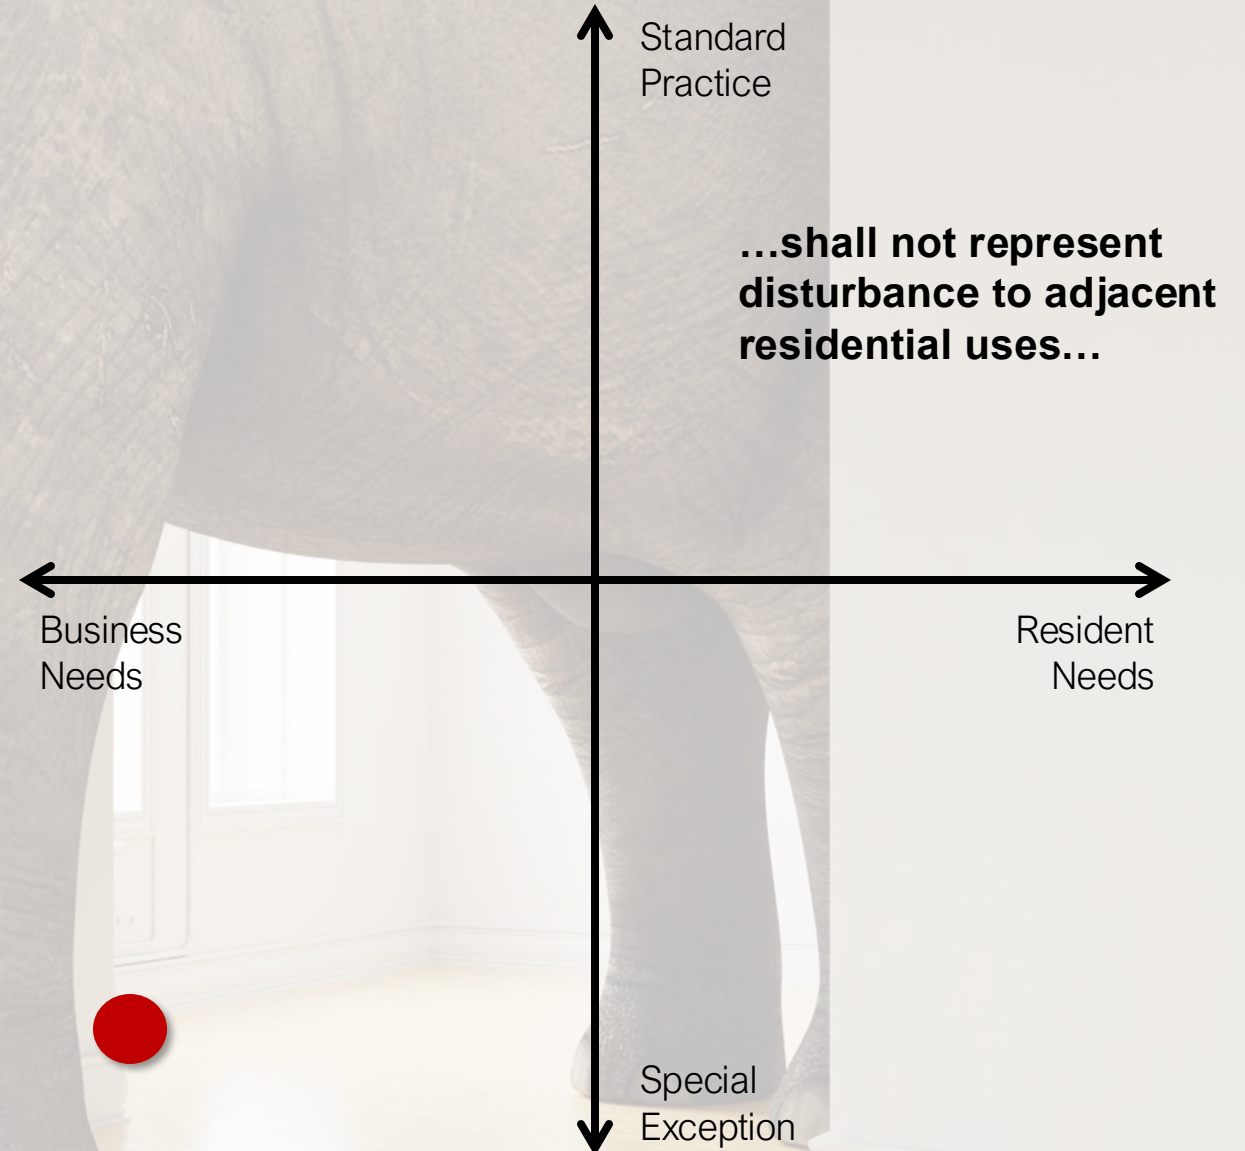 Standard
Practice
…shall not represent
disturbance to adjacent
residential uses…
Business
Needs
Resident
Needs
Special
Exception